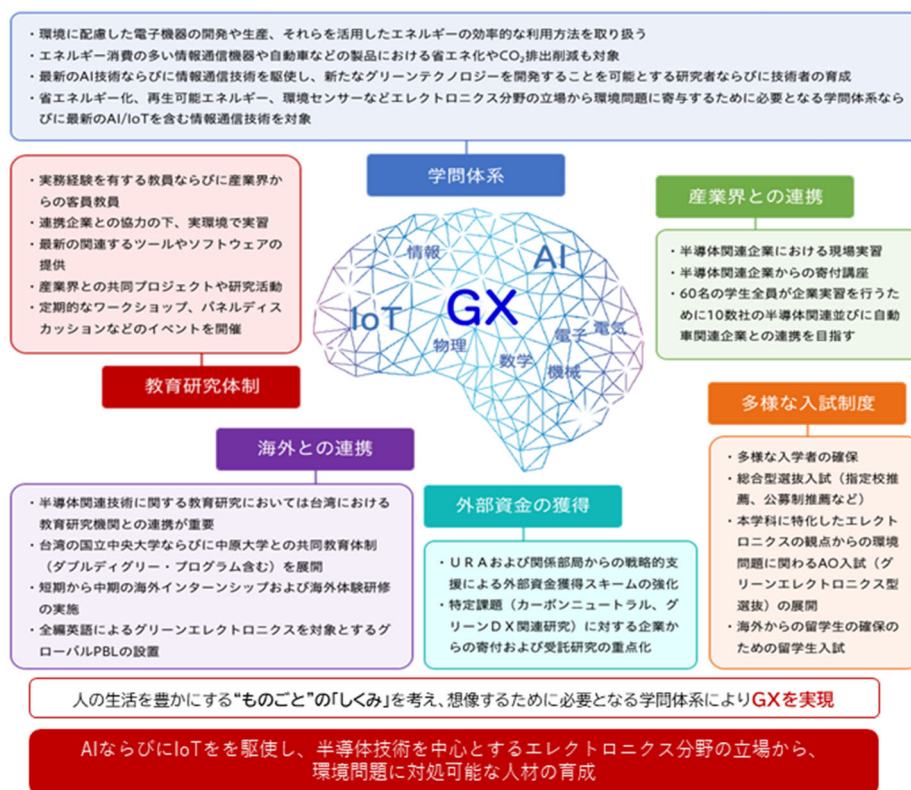 ・環境に配慮した電子機器の開発や生産、それらを活用したエネルギーの効率的な利用方法を取り扱う
・エネルギー消費の多い情報通信機器や自動車などの製品における省エネ化やCO₂排出削減も対象
・最新のAI技術ならびに情報通信技術を駆使し、新たなグリーンテクノロジーを開発することを可能とする研究者ならびに技術者の育成
・省エネルギー化、再生可能エネルギー、環境センサーなどエレクトロニクス分野の立場から環境問題に寄与するために必要となる学問体系なら
びに最新のAI/IoTを含む情報通信技術を対象
学問体系
・実務経験を有する教員ならびに産業界か
らの客員教員
・連携企業との協力の下、実環境で実習
・最新の関連するツールやソフトウェアの
提供
・産業界との共同プロジェクトや研究活動
・定期的なワークショップ、パネルディス
カッションなどのイベントを開催
教育研究体制
情報
AI
IoT
GX
物理
数学
電子
電気
機械
産業界との連携
・半導体関連企業における現場実習
・半導体関連企業からの寄付講座
・60名の学生全員が企業実習を行うた
めに10数社の半導体関連並びに自動
車関連企業との連携を目指す
海外との連携
・半導体関連技術に関する教育研究においては台湾における
教育研究機関との連携が重要
・台湾の国立中央大学ならびに中原大学との共同教育体制
（ダブルディグリー・プログラム含む）を展開
・短期から中期の海外インターンシップおよび海外体験研修
の実施
・全編英語によるグリーンエレクトロニクスを対象とするグ
ローバルPBLの設置
外部資金の獲得
・ＵＲＡおよび関係部局からの戦略的支
援による外部資金獲得スキームの強化
・特定課題（カーボンニュートラル、グ
リーンＤＸ関連研究）に対する企業か
らの寄付および受託研究の重点化
多様な入試制度
・多様な入学者の確保
・総合型選抜入試（指定校推
薦、公募制推薦など）
・本学科に特化したエレクト
ロニクスの観点からの環境
問題に関わるAO入試（グ
リーンエレクトロニクス型
選抜）の展開
・海外からの留学生の確保の
ための留学生入試
人の生活を豊かにする“ものごと”の「しくみ」を考え、想像するために必要となる学問体系によりGXを実現
AIならびにIoTをを駆使し、半導体技術を中心とするエレクトロニクス分野の立場から、
環境問題に対処可能な人材の育成